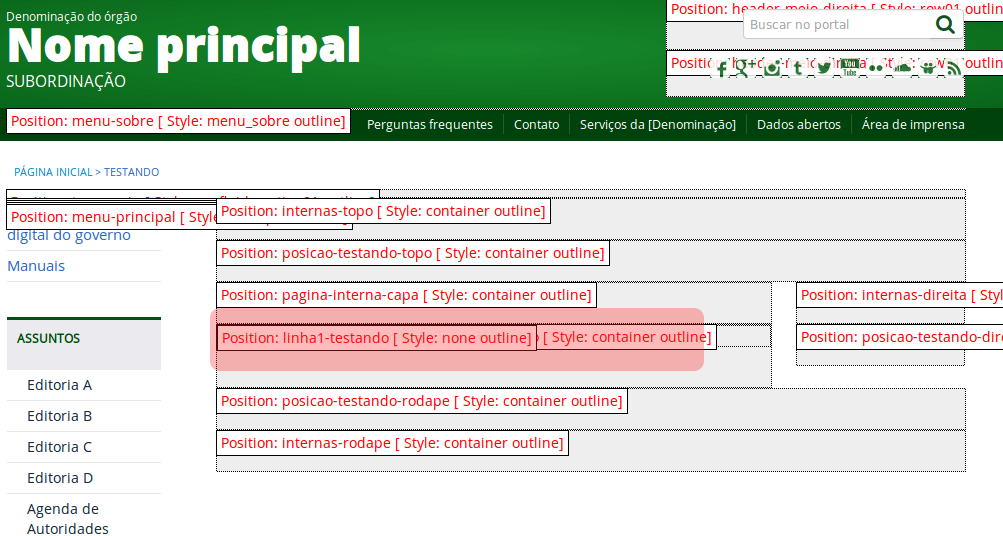 Denominação do órgão
Nome principal
SUBORDINAÇÃO
Position: header-meio-direita [ Style: row01 outlin
Buscar no portal
You
Tube
Position: menu-sobre [ Style: menu_sobre outline]
Perguntas frequentes
Contato
Serviços da [Denominação]
Dados abertos
Área de imprensa
PÁGINA INICIAL > TESTANDO
Position: menu-principal [ Style
digital do governo
Manuais
ASSUNTOS
Editoria A
Editoria B
Editoria C
Editoria D
Agenda de
Autoridades
Position: internas-topo [ Style: container outline]
Position: posicao-testando-topo [ Style: container outline]
Position: pagina-interna-capa [ Style: container outline]
Position: internas-direita [ Sty
Position: linha1-testando [ Style: none outline]
[ Style: container outline]
Position: posicao-testando-dire
Position: posicao-testando-rodape [ Style: container outline]
Position: internas-rodape [ Style: container outline]